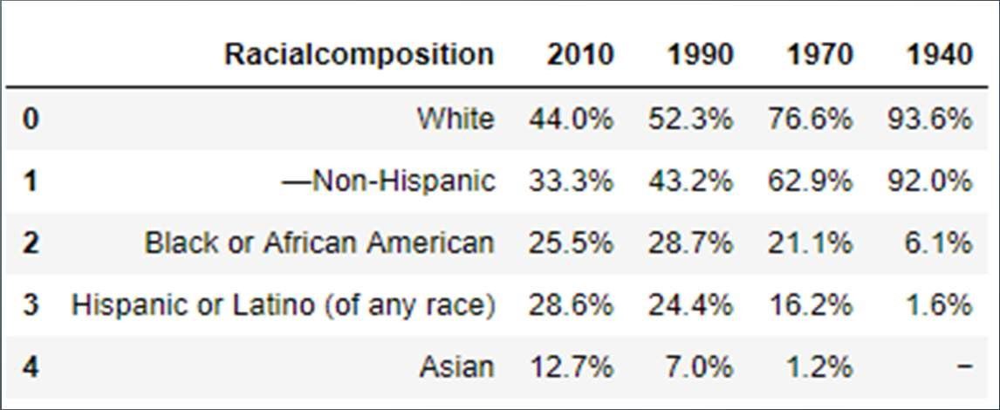 Racialcomposition 2010 1990 1970 1940
0 White 44.0% 52.3% 76.6% 93.6%
1 —Non-Hispanic 33.3% 43.2% 62.9% 92.0%
2 Black or African American 25.5% 28.7% 21.1% 6.1%
3 Hispanic or Latino (of any race) 28.6% 24.4% 16.2% 1.6%
4 Asian 12.7% 7.0% 1.2% −